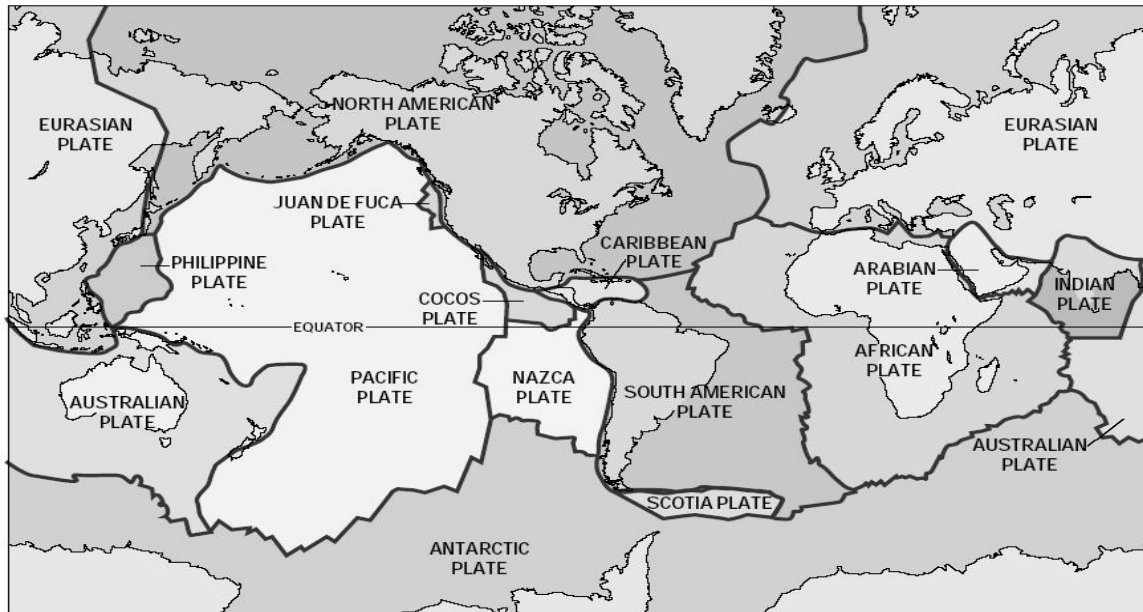 NORTH AMERICAN
PLATE
EURASIAN
PLATE
EURASIAN
PLATE
JUAN DE FUCA
PLATE
CARIBBEAN
PLATE
PHILIPPINE
PLATE
ARABIAN
PLATE
INDIAN
PLATE
COCOS
PLATE
EQUATOR
AFRICAN
PLATE
PACIFIC
PLATE
NAZCA
PLATE
SOUTH AMERICAN
PLATE
AUSTRALIAN
PLATE
AUSTRALIAN
PLATE
SCOTIA PLATE
ANTARCTIC
PLATE